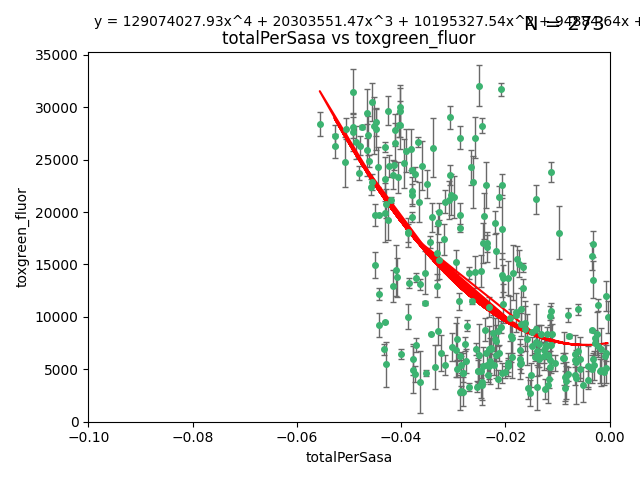 y = 129074027.93x^4 + 20303551.47x^3 + 10195327.54x^2 +
N = 273
totalPerSasa vs toxgreen_fluor
35000
30000
25000
20000
15000
10000
5000
0
toxgreen_fluor
−0.10 −0.08 −0.06 −0.04 −0.02 0.00
totalPerSasa